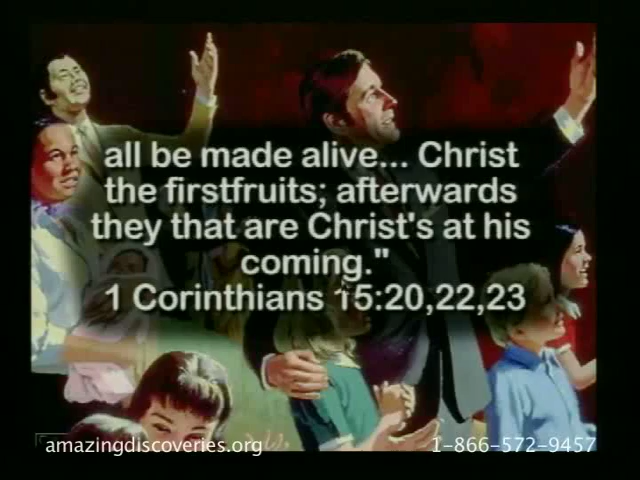 all be made alive... Christ
the firstfruits; afterwards
they that are Christ's at his
coming."
1 Corinthians 15:20,22,23
amazingdiscoveries.org
1-866-572-9457